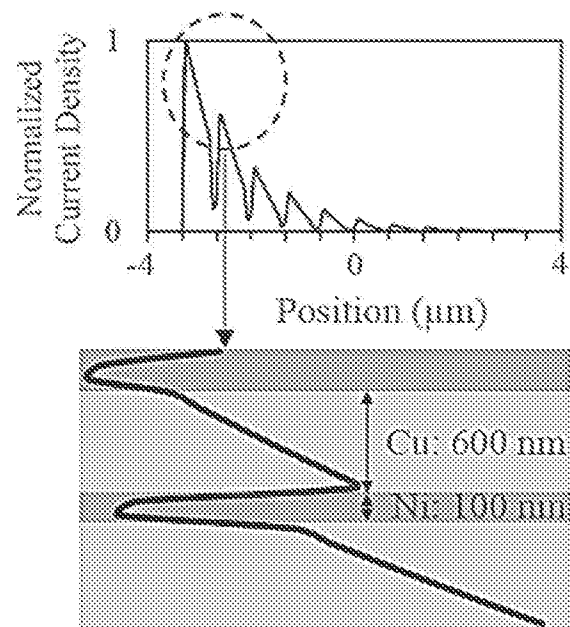 1
Normalized
Current Density
0
-4
0
4
Position (μm)
Cu: 600 nm
Ni: 100 nm